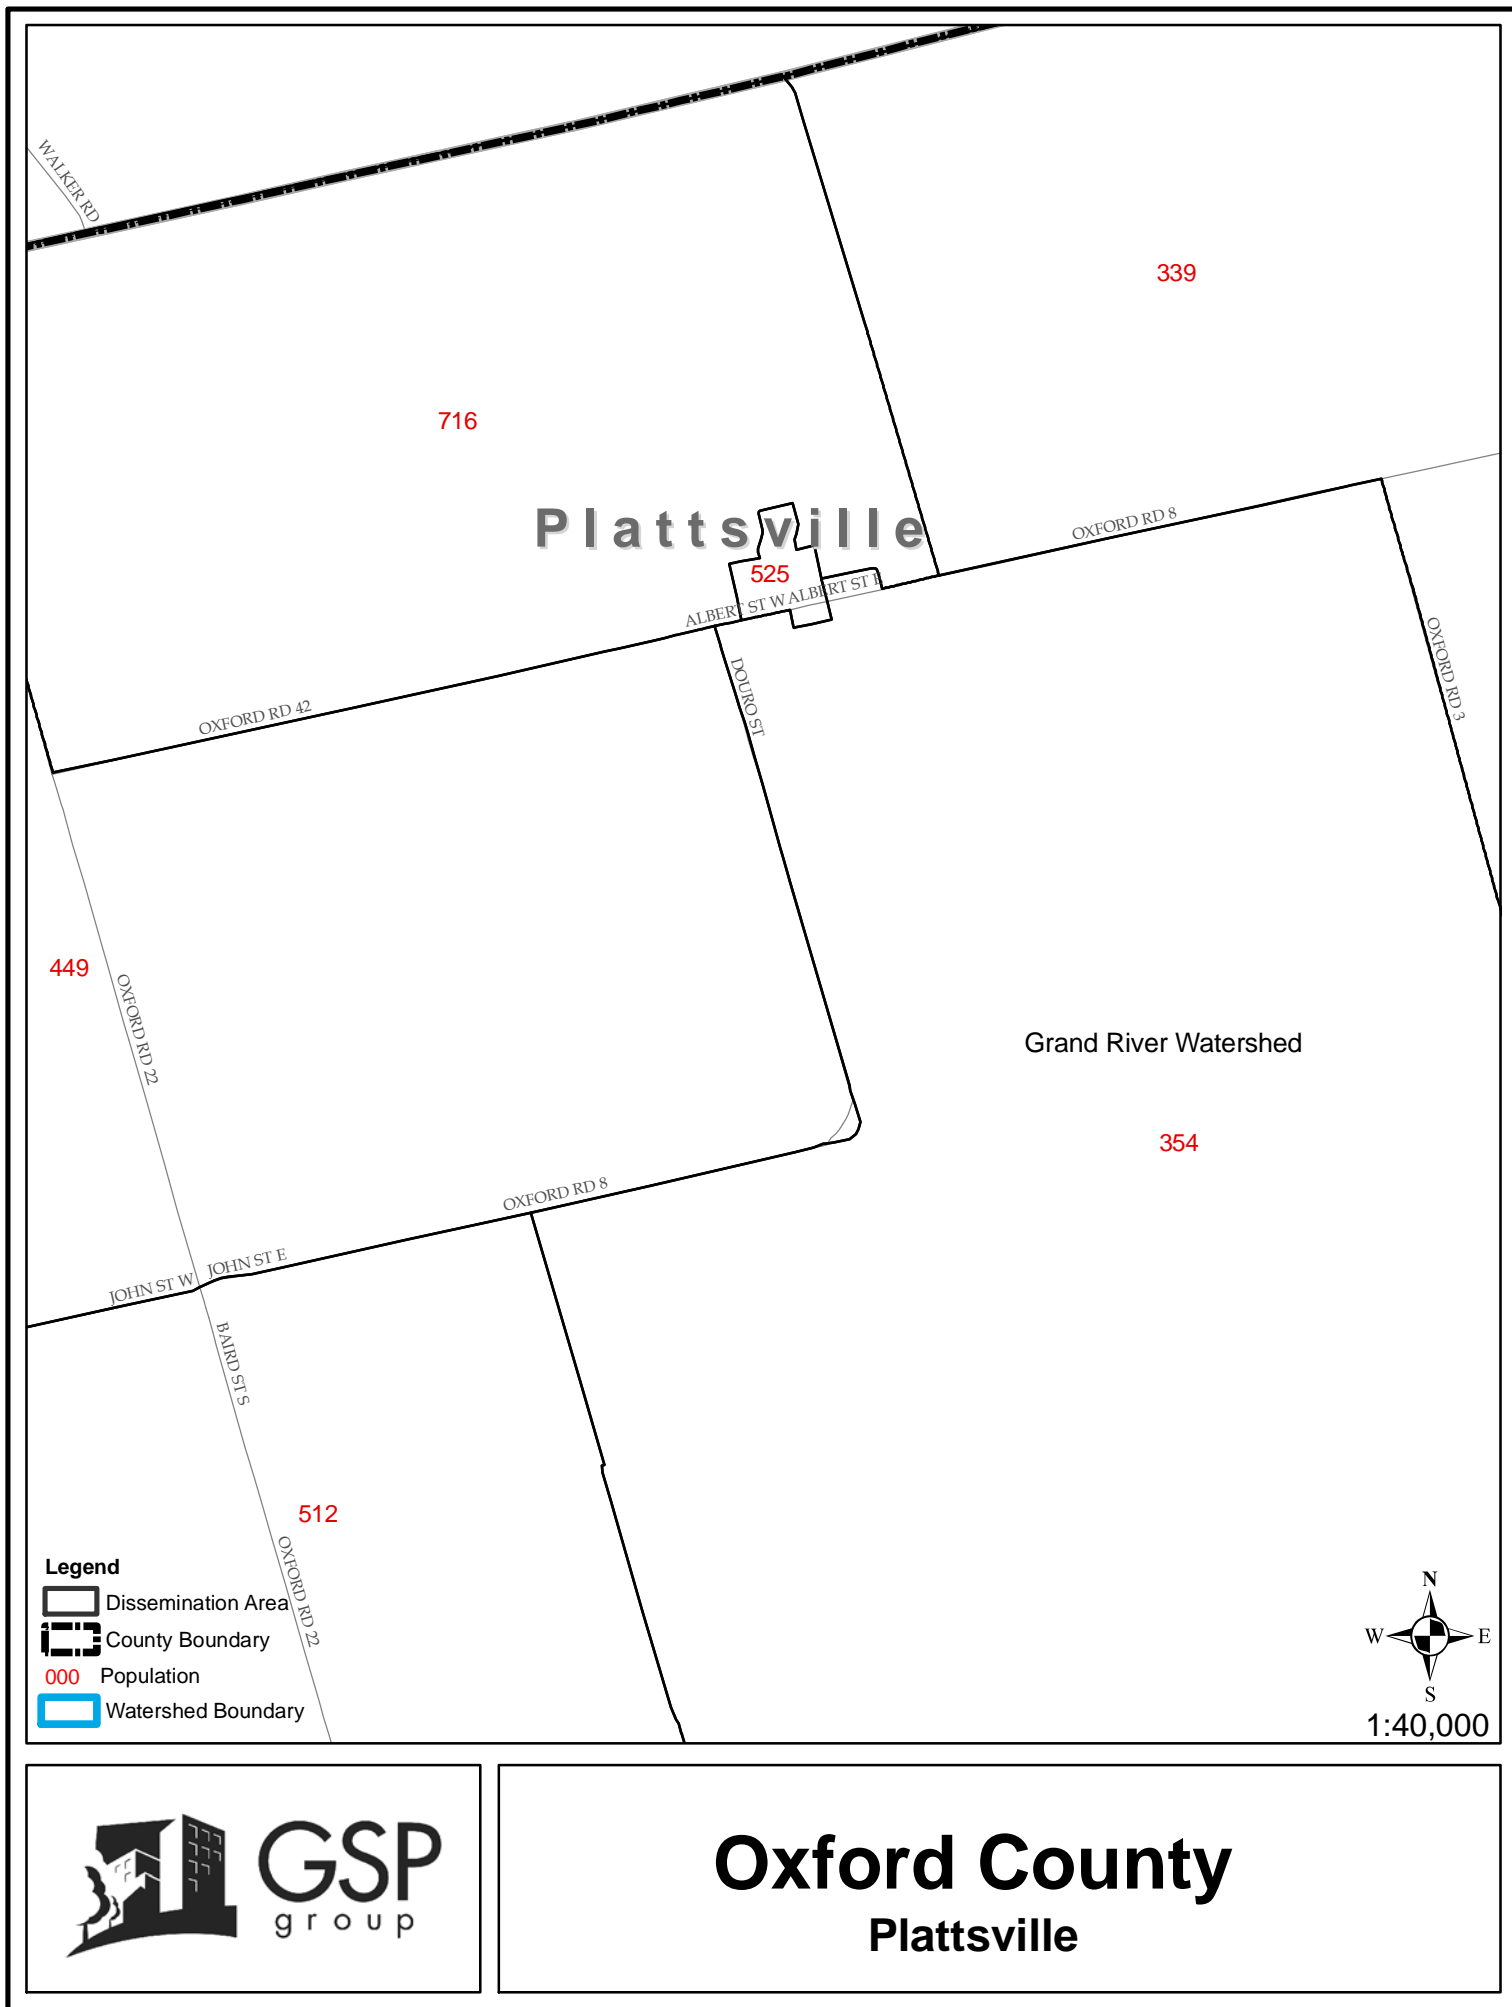 WALKER RD
339
716
Plattsville
OXFORD RD 8
525
ALBERT ST W
ALBERT ST E
DOURO ST
OXFORD RD 3
OXFORD RD 42
449
OXFORD RD 22
Grand River Watershed
354
OXFORD RD 8
JOHN ST E
JOHN ST W
BAIRD ST S
512
OXFORD RD 22
Legend
Dissemination Area
County Boundary
000 Population
Watershed Boundary
N
W E
S
1:40,000
GSP
group
Oxford County
Plattsville